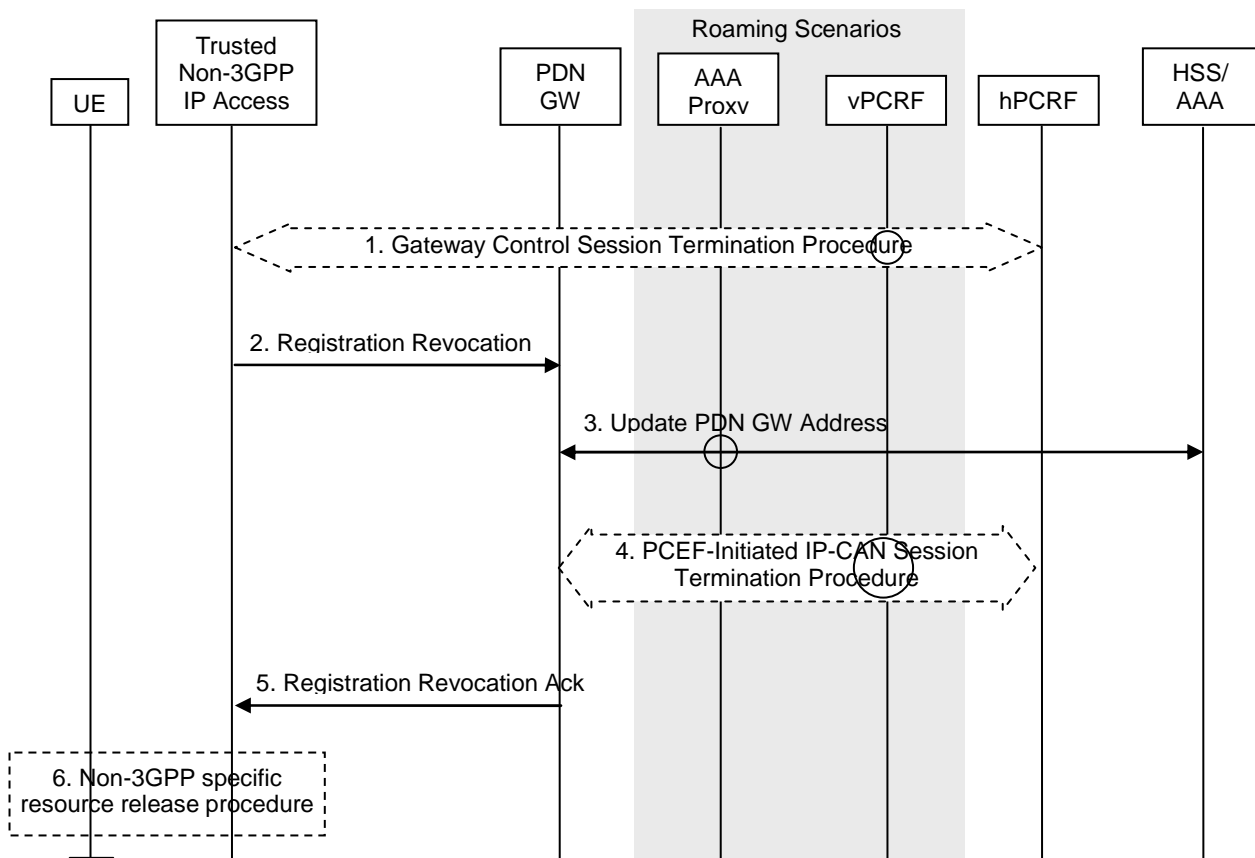 Roaming Scenarios
UE
Trusted
Non-3GPP
IP Access
PDN
GW
AAA
Proxv
vPCRF
hPCRF
HSS/
AAA
1. Gateway Control Session Termination Procedure
2. Registration Revocation
3. Update PDN GW Address
4. PCEF-Initiated IP-CAN Session
Termination Procedure
5. Registration Revocation Ack
6. Non-3GPP specific
resource release procedure